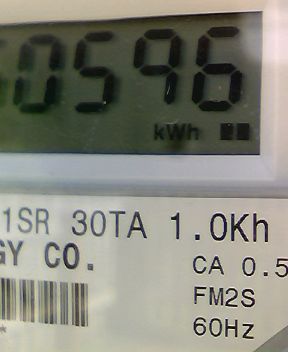 0596
kWh
1SR 30TA 1.0Kh
GY CO.
CA 0.5
FM2S
60Hz